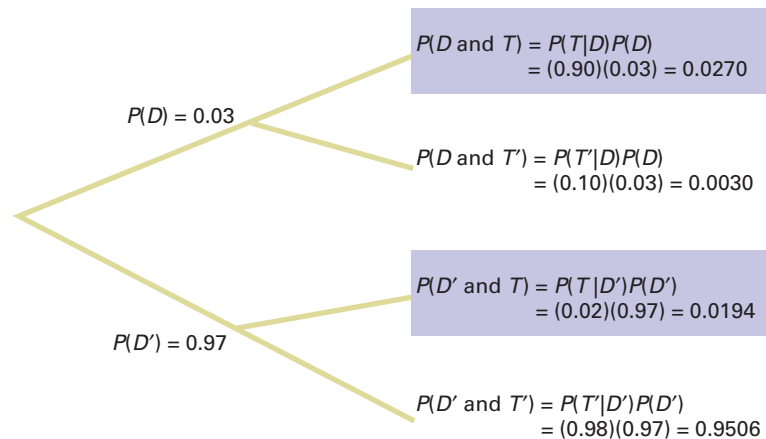 P(D and T) = P(T|D)P(D)
= (0.90)(0.03) = 0.0270
P(D) = 0.03
P(D and T′) = P(T′|D)P(D)
= (0.10)(0.03) = 0.0030
P(D′ and T) = P(T|D′)P(D′)
= (0.02)(0.97) = 0.0194
P(D′) = 0.97
P(D′ and T′) = P(T′|D′)P(D′)
= (0.98)(0.97) = 0.9506